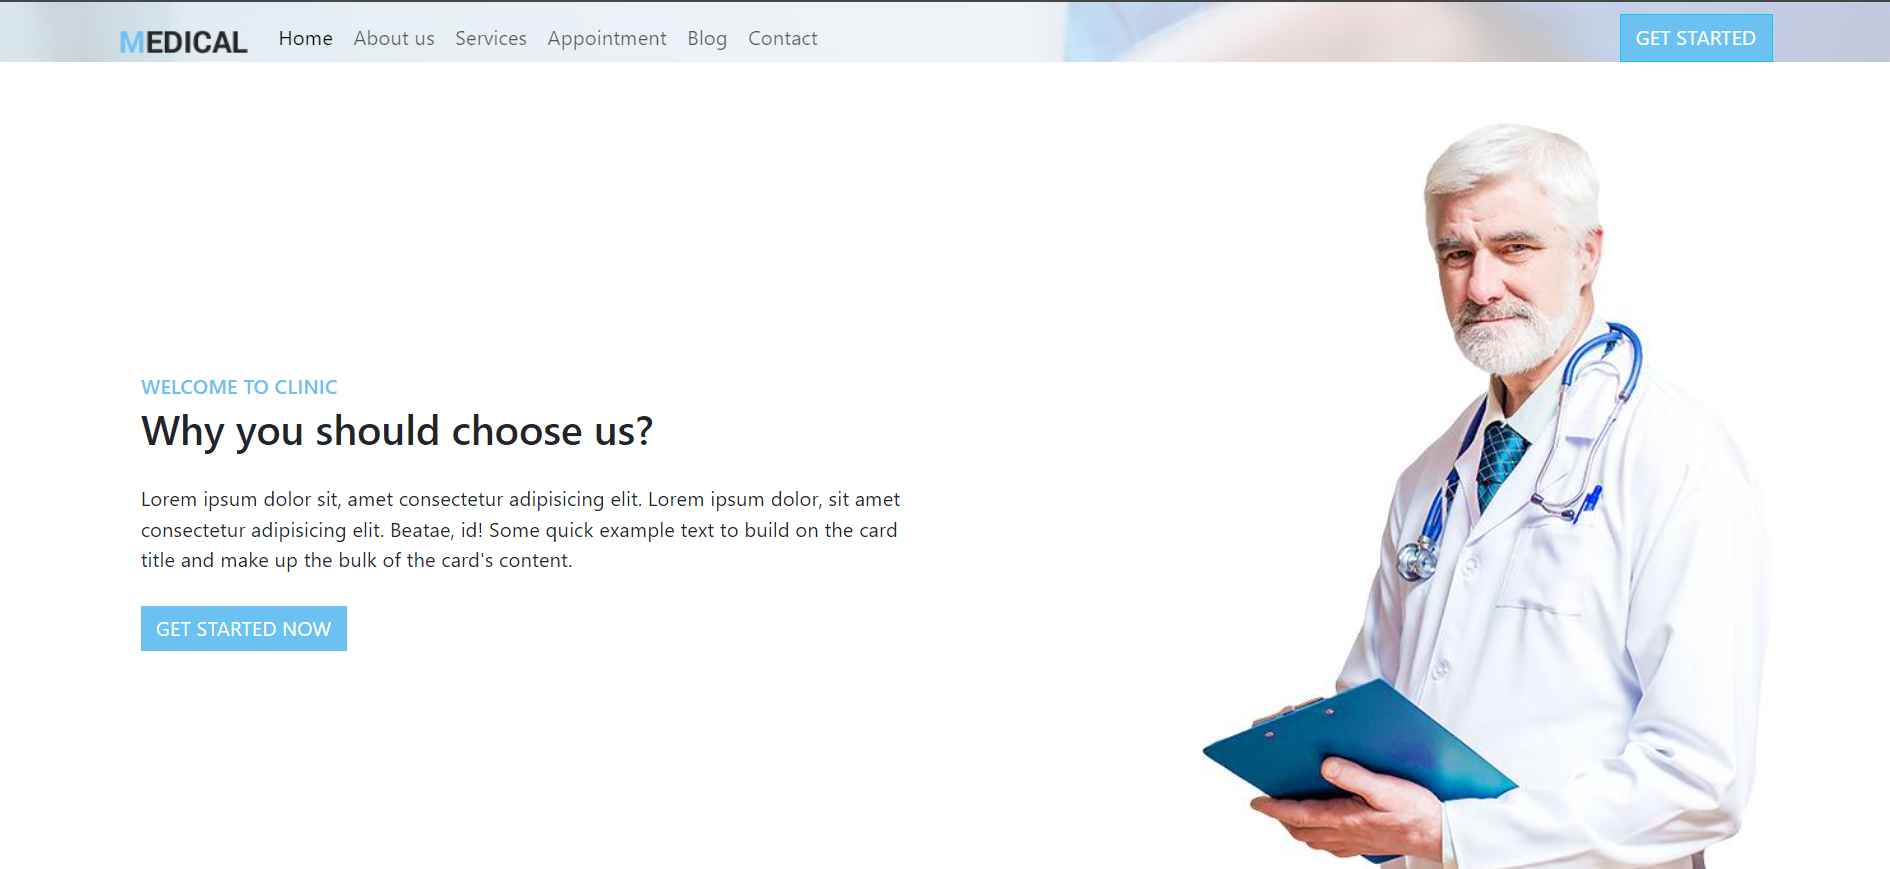 MEDICAL Home About us Services Appointment Blog Contact GET STARTED
WELCOME TO CLINIC
Why you should choose us?
Lorem ipsum dolor sit, amet consectetur adipisicing elit. Lorem ipsum dolor, sit amet
consectetur adipisicing elit. Beatae, id! Some quick example text to build on the card
title and make up the bulk of the card's content.
GET STARTED NOW